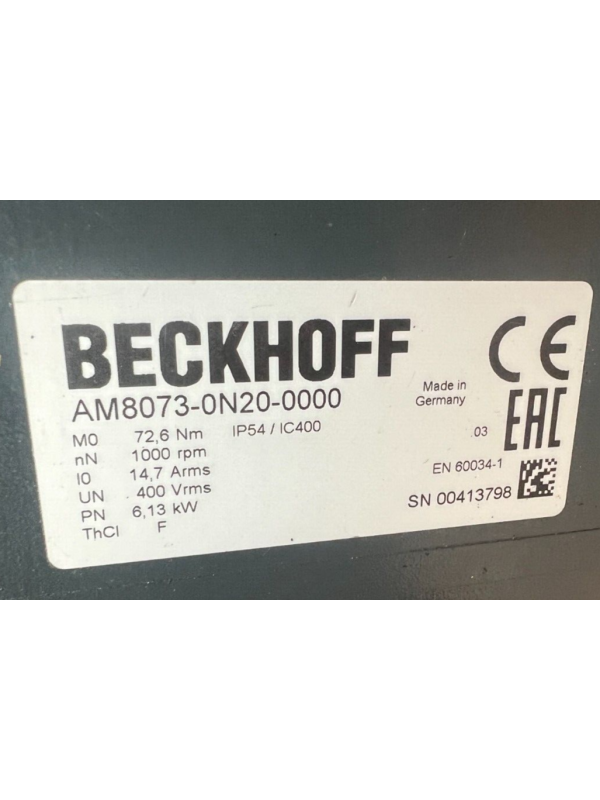 BECKHOFF
CE
AM8073-0N20-0000
Made in
Germany
EAC
M0 72,6 Nm IP54 / IC400
.03
nN 1000 rpm
I0 14,7 Arms
EN 60034-1
UN 400 Vrms
SN 00413798
PN 6,13 kW
ThCl F